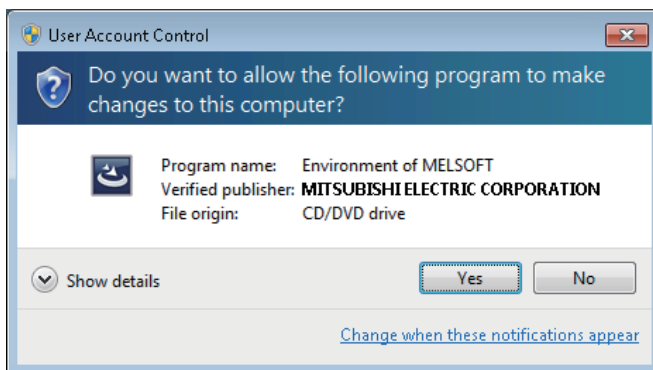 User Account Control
Do you want to allow the following program to make
changes to this computer?
Program name: Environment of MELSOFT
Verified publisher: MITSUBISHI ELECTRIC CORPORATION
File origin: CD/DVD drive
Show details Yes No
Change when these notifications appear